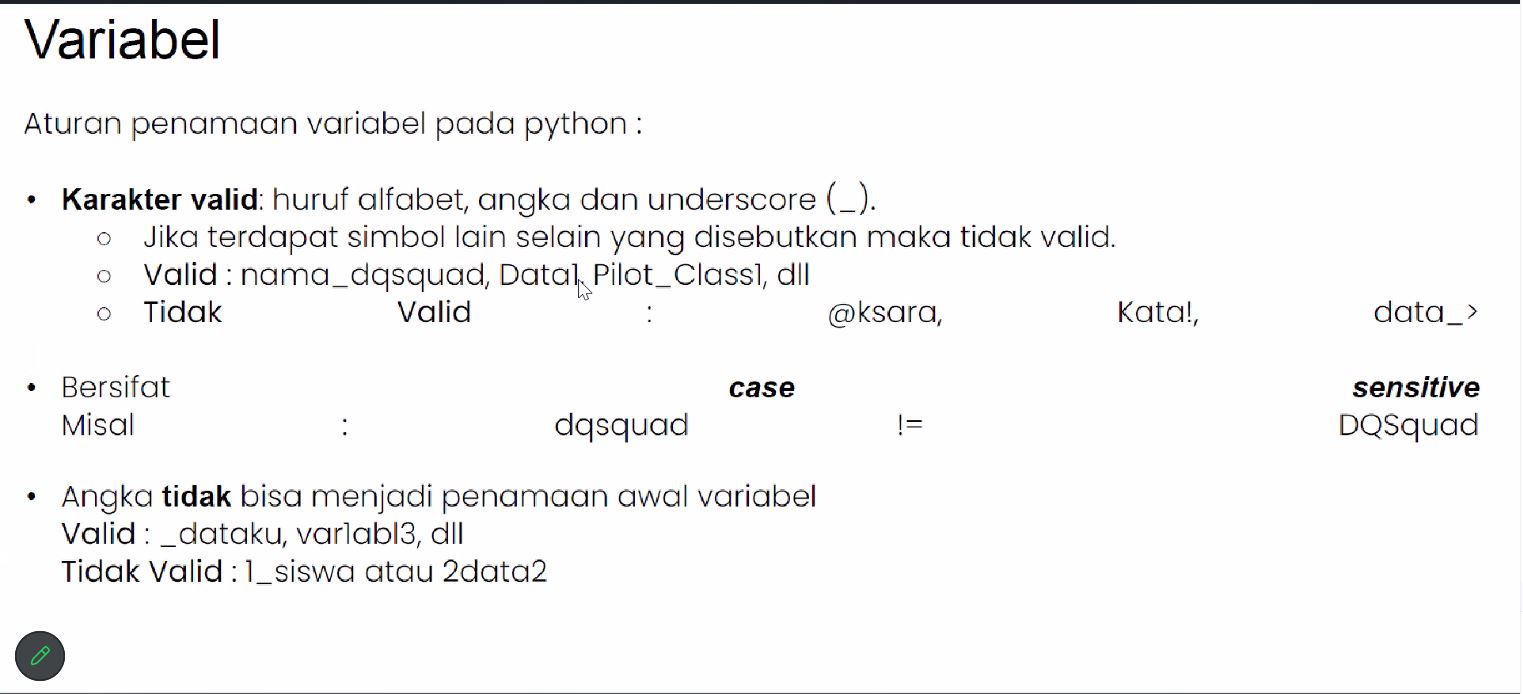 Variabel
Aturan penamaan variabel pada python :
• Karakter valid: huruf alfabet, angka dan underscore (_).
○ Jika terdapat simbol lain selain yang disebutkan maka tidak valid.
○ Valid : nama_dqsquad, Data1, Pilot_Class1, dll
○ Tidak Valid : @ksara, Kata!, data_>
• Bersifat case sensitive
Misal : dqsquad != DQSquad
• Angka tidak bisa menjadi penamaan awal variabel
Valid : _dataku, var1abl3, dll
Tidak Valid : 1_siswa atau 2data2